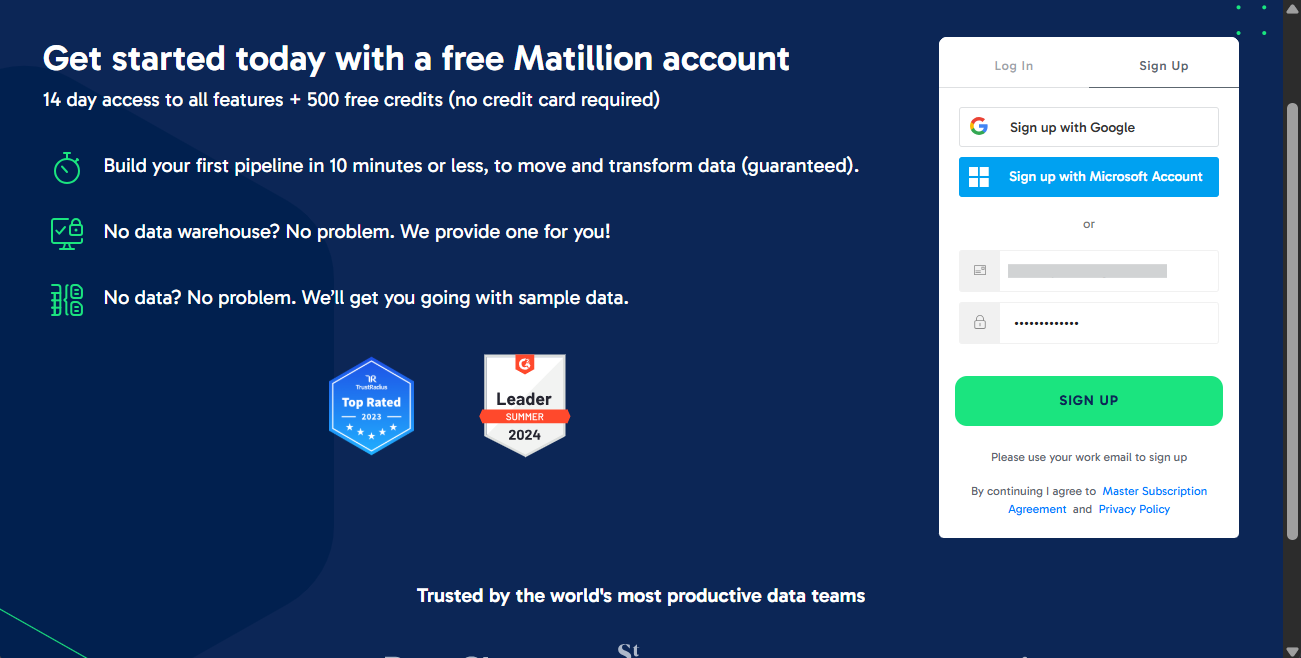 Get started today with a free Matillion account
14 day access to all features + 500 free credits (no credit card required)
Build your first pipeline in 10 minutes or less, to move and transform data (guaranteed).
No data warehouse? No problem. We provide one for you!
No data? No problem. We’ll get you going with sample data.
TR
TrustRadius
Top Rated
2023
G2
Leader
SUMMER
2024
Log In
Sign Up
Sign up with Google
Sign up with Microsoft Account
or
•••••••••••••
SIGN UP
Please use your work email to sign up
By continuing I agree to Master Subscription
Agreement and Privacy Policy
Trusted by the world's most productive data teams
St